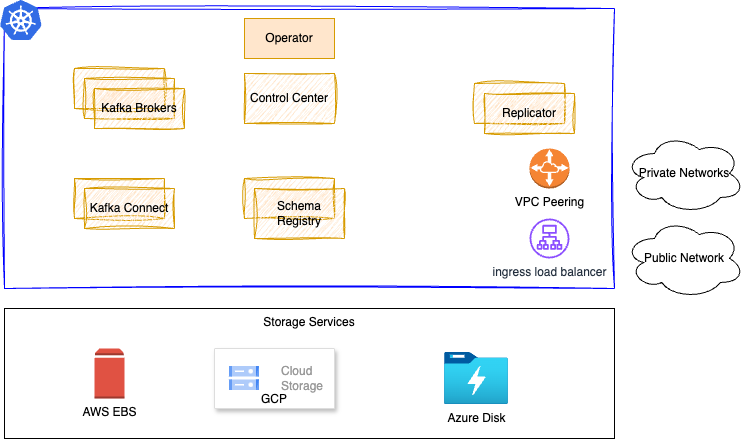 Operator
Kafka Brokers
Control Center
Replicator
Private Networks
VPC Peering
Kafka Connect
Schema
Registry
Public Network
ingress load balancer
Storage Services
Cloud
Storage
GCP
AWS EBS
Azure Disk